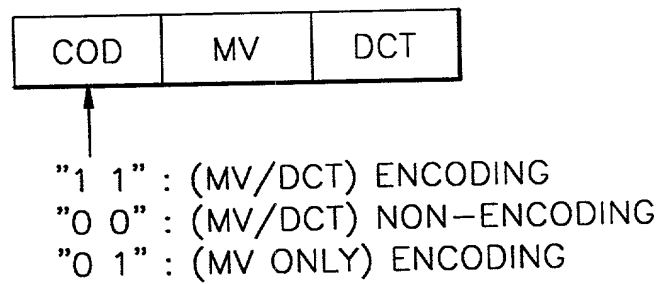 COD MV DCT
"1 1" : (MV/DCT) ENCODING
"0 0" : (MV/DCT) NON-ENCODING
"0 1" : (MV ONLY) ENCODING